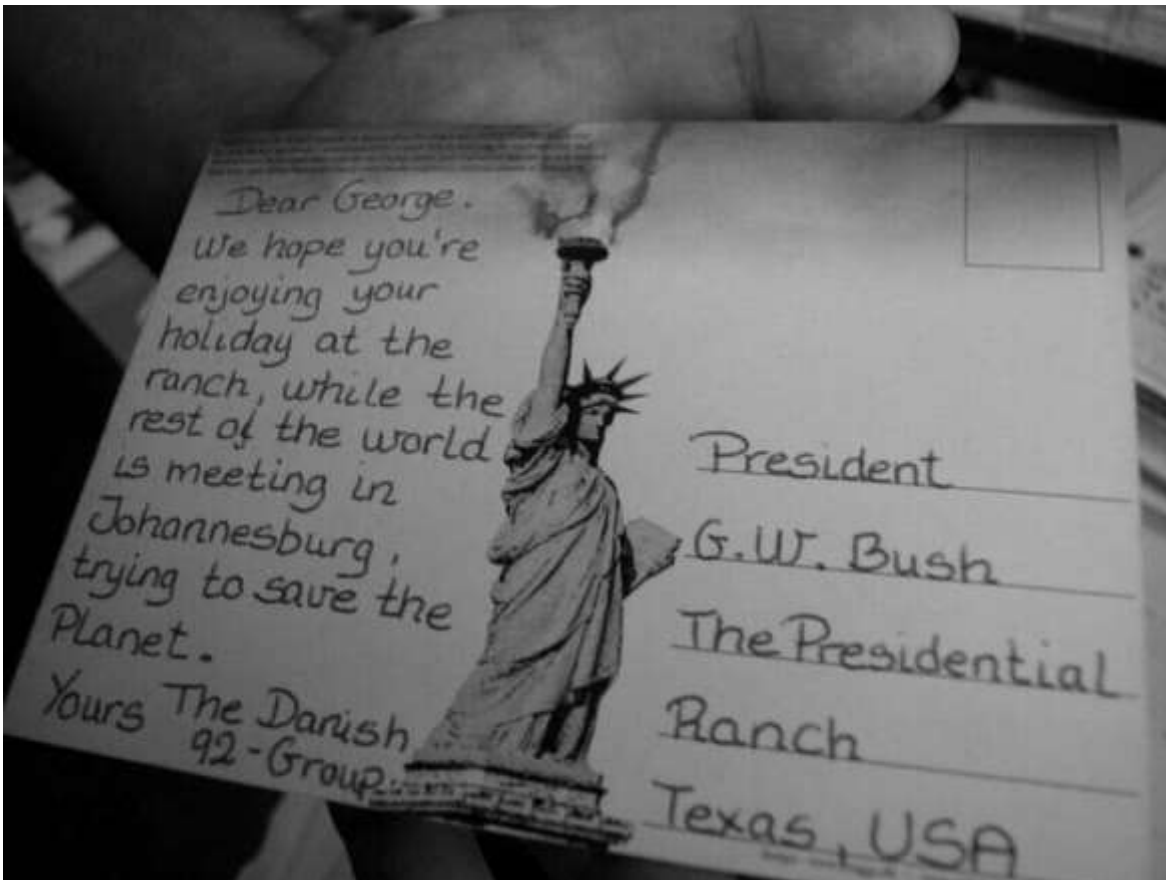 Dear George.
We hope you're
enjoying your
holiday at the
ranch, while the
rest of the world
is meeting in
Johannesburg,
trying to save the
Planet.
Yours The Danish
92-Group
President
G.W. Bush
The Presidential
Ranch
Texas, USA